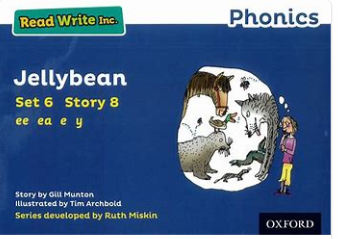 Read Write Inc.
Phonics
Jellybean
Set 6 Story 8
ee ea e y
Story by Gill Munton
Illustrated by Tim Archbold
Series developed by Ruth Miskin
OXFORD